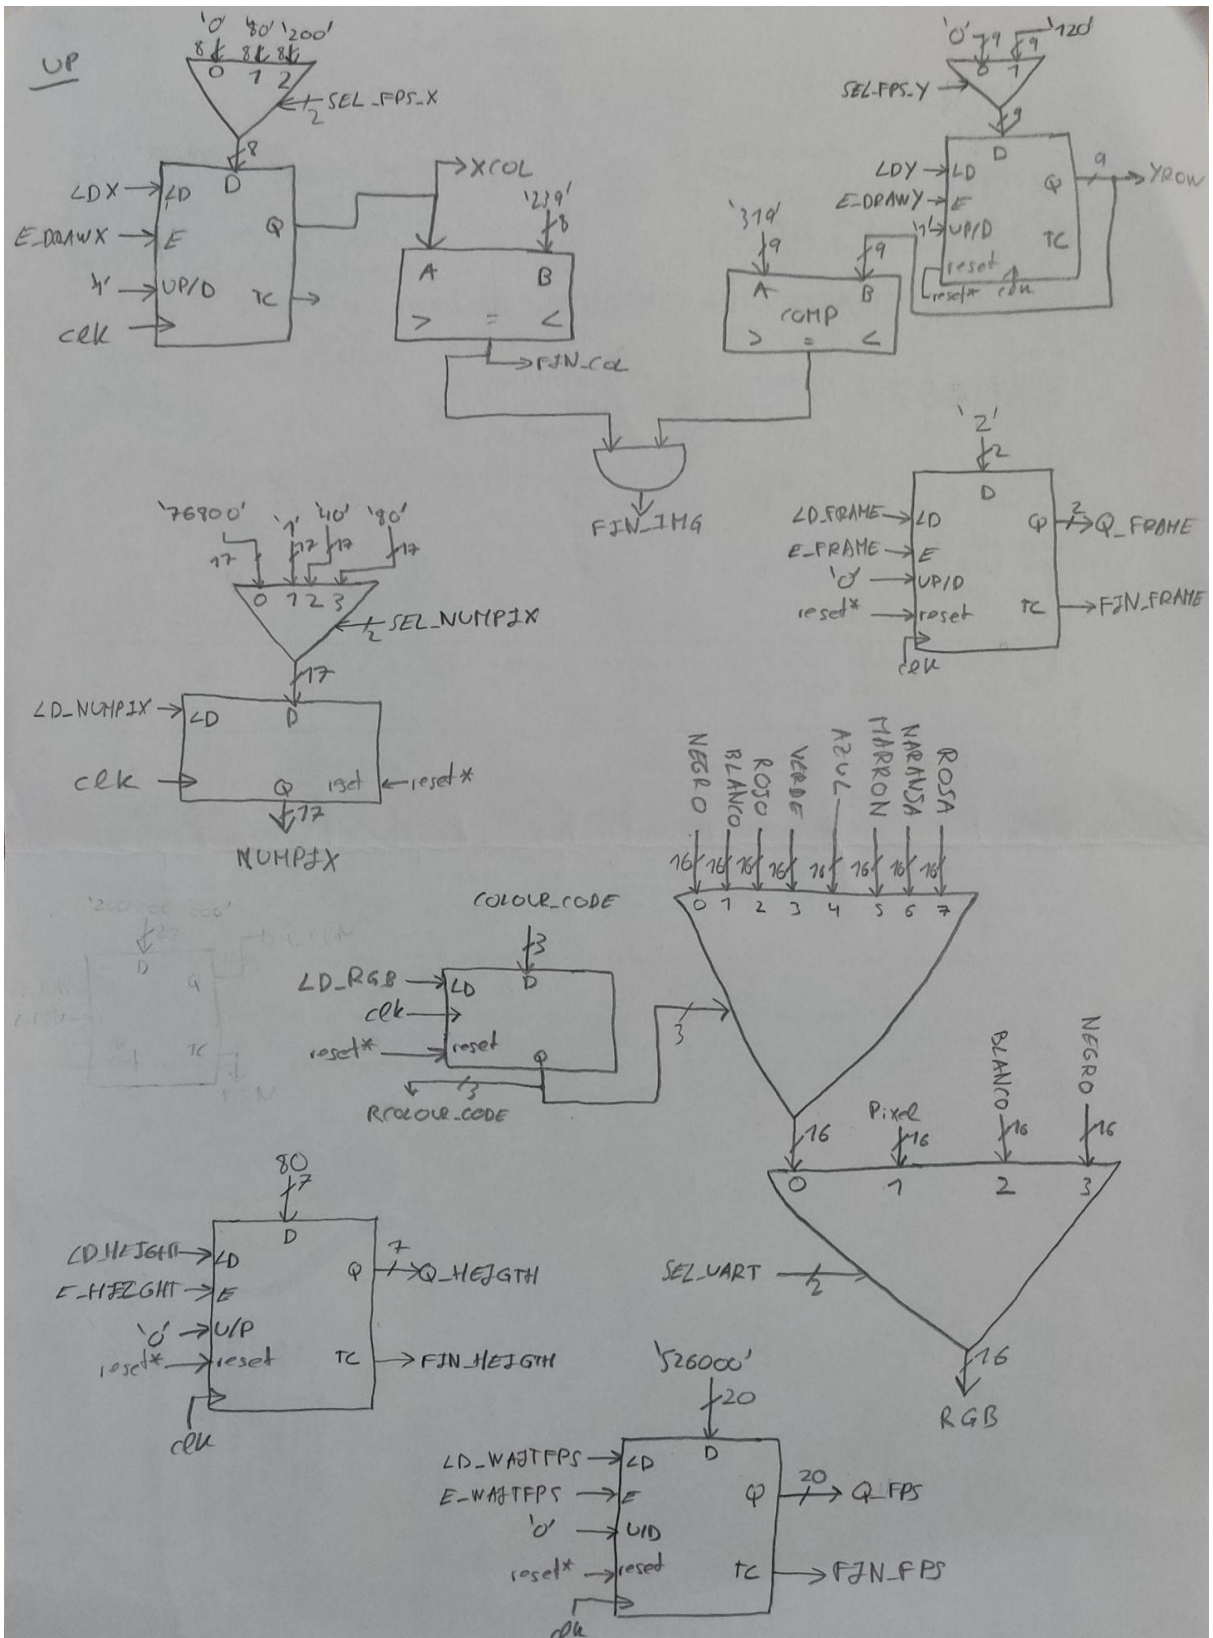 UP
'0' '80' '200'
8 8 8
0 1 2
SEL_FPS_X
2
8
LDX
LD
D
E_DRAWX
E
Q
'1'
UP/D
TC
clk
XCOL
'239'
8
A
B
> = <
FIN_COL
'0' '120'
9 9
0 1
SEL_FPS_Y
9
D
LDY
LD
Q
9
YROW
E_DRAWY
E
'1'
UP/D
TC
reset
reset*
clk
'319'
9
9
A
B
COMP
> = <
FIN_IMG
'2'
2
D
LD_FRAME
LD
Q
2
Q_FRAME
E_FRAME
E
'0'
UP/D
reset*
reset
TC
FIN_FRAME
clk
'76800' '1' '40' '80'
17 17 17 17
0 1 2 3
SEL_NUMPIX
2
17
LD_NUMPIX
LD
D
clk
Q
reset
reset*
17
NUMPIX
NEGRO
BLANCO
ROJO
VERDE
AZUL
MARRON
NARANJA
ROSA
16 16 16 16 16 16 16 16
0 1 2 3 4 5 6 7
COLOUR_CODE
3
LD_RGB
LD
D
clk
reset*
reset
Q
3
RCOLOUR_CODE
3
16
Pixel
16
BLANCO
16
NEGRO
16
0 1 2 3
SEL_UART
2
16
RGB
80
7
D
LD_HEIGHT
LD
Q
7
Q_HEIGTH
E_HEIGHT
E
'0'
U/P
reset*
reset
TC
FIN_HEIGTH
clk
'526000'
20
D
LD_WAITFPS
LD
E_WAITFPS
E
Q
20
Q_FPS
'0'
U/D
reset*
reset
TC
FIN_FPS
clk